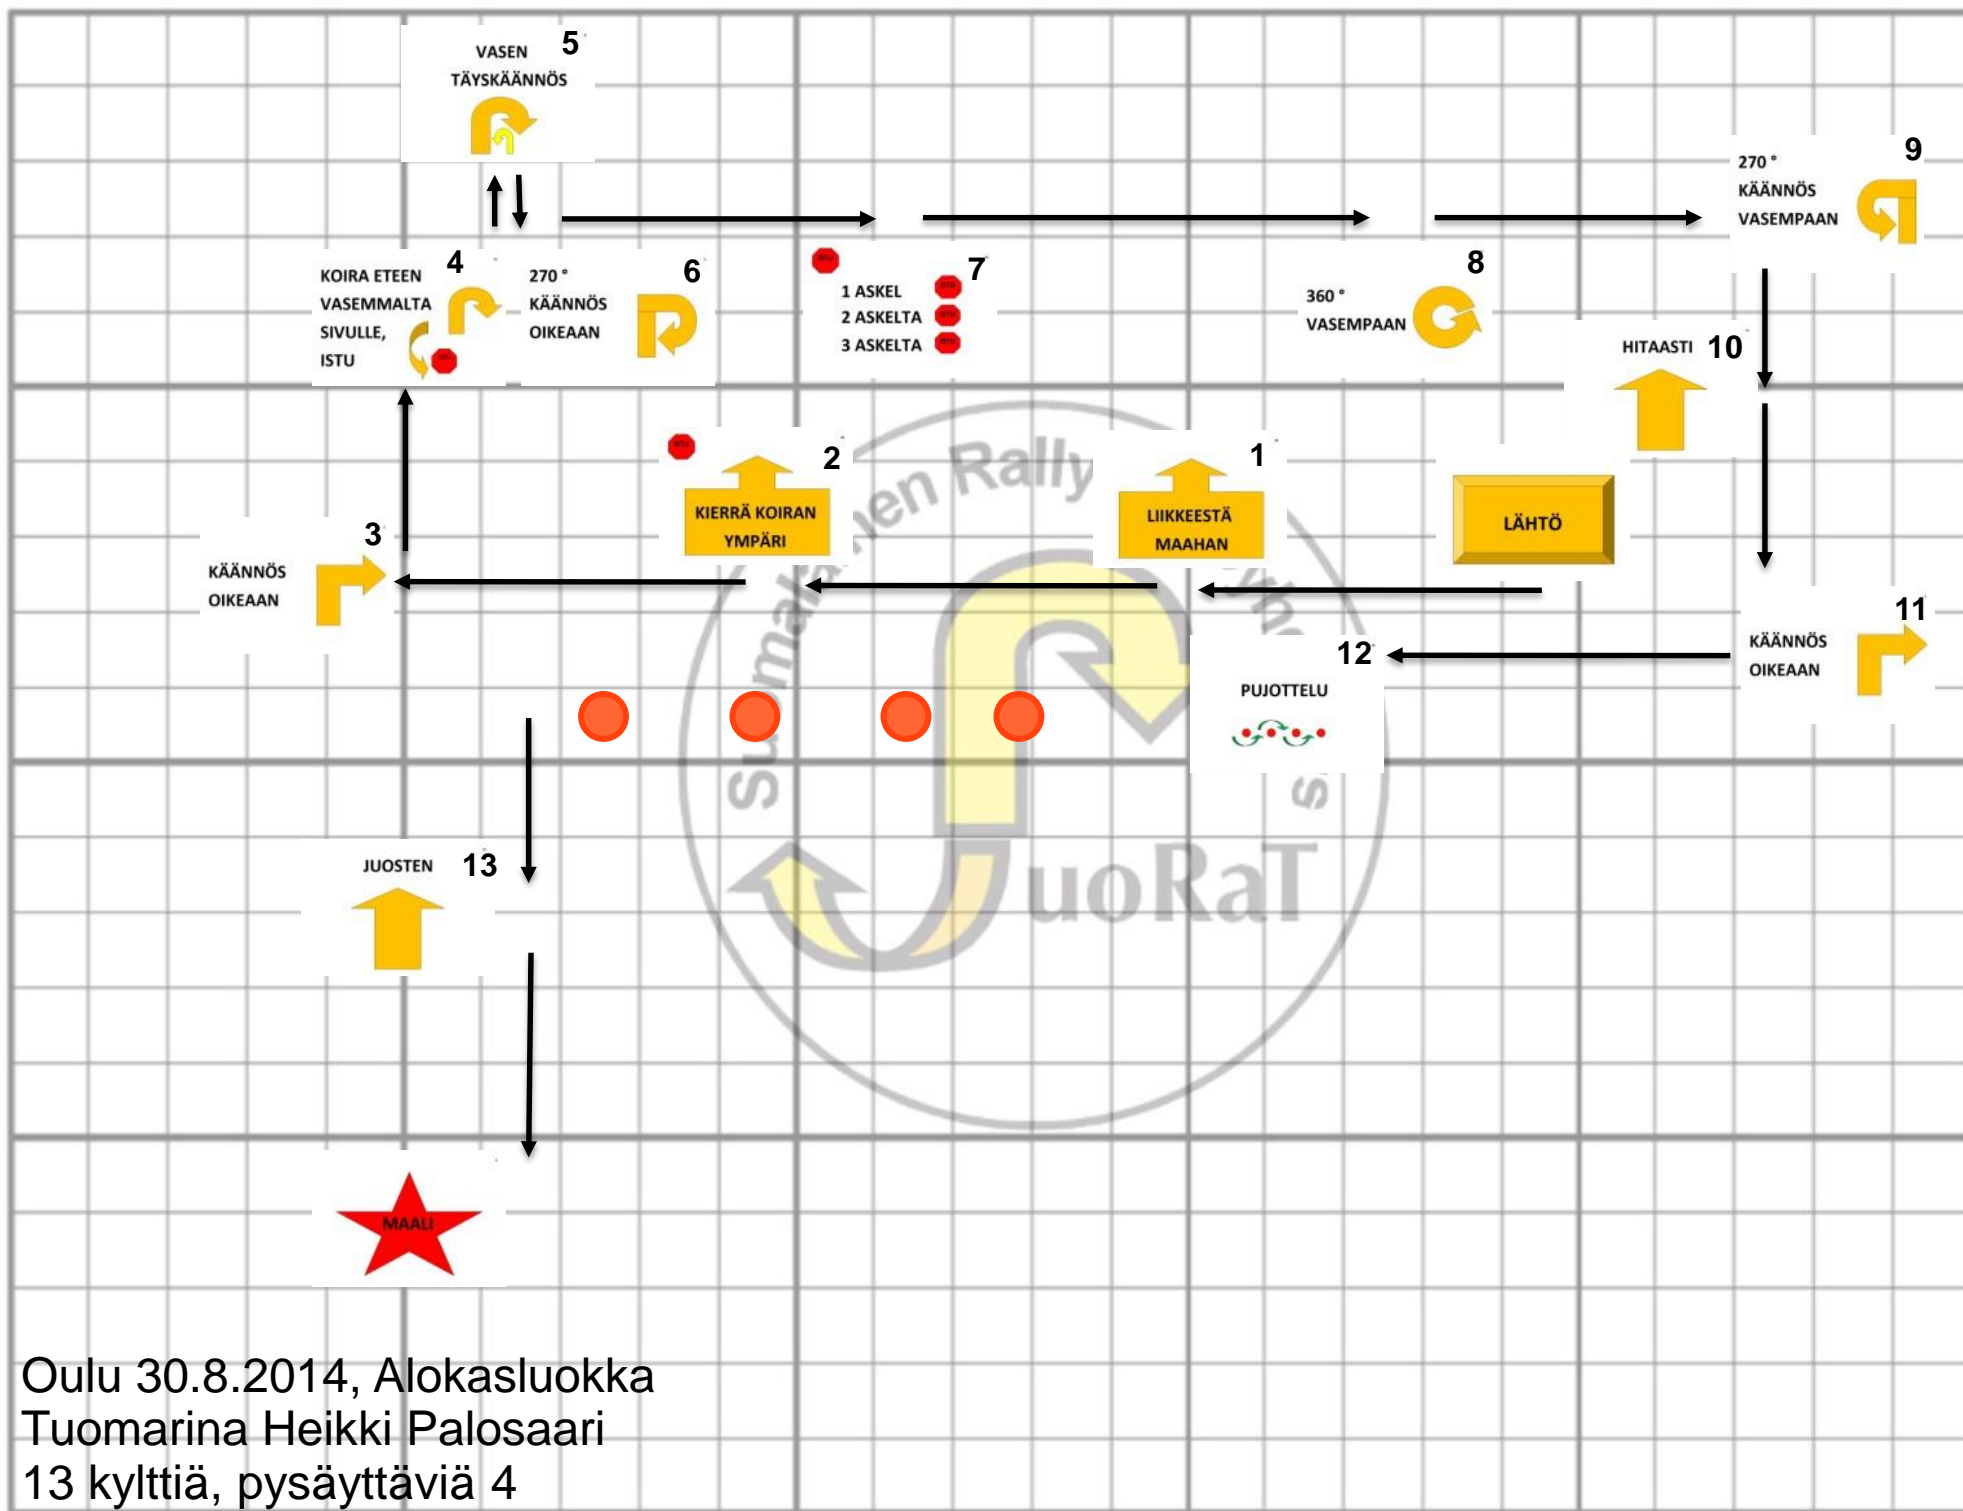 VASEN
TÄYSKÄÄNNÖS
5
270 °
KÄÄNNÖS
VASEMPAAN
9
KOIRA ETEEN
VASEMMALTA
SIVULLE,
ISTU
4
270 °
KÄÄNNÖS
OIKEAAN
6
1 ASKEL
2 ASKELTA
3 ASKELTA
7
360 °
VASEMPAAN
8
HITAASTI
10
KIERRÄ KOIRAN
YMPÄRI
2
LIIKKEESTÄ
MAAHAN
1
LÄHTÖ
KÄÄNNÖS
OIKEAAN
3
KÄÄNNÖS
OIKEAAN
11
PUJOTTELU
12
JUOSTEN
13
uoRaT
MAALI
Oulu 30.8.2014, Alokasluokka
Tuomarina Heikki Palosaari
13 kylttiä, pysäyttäviä 4